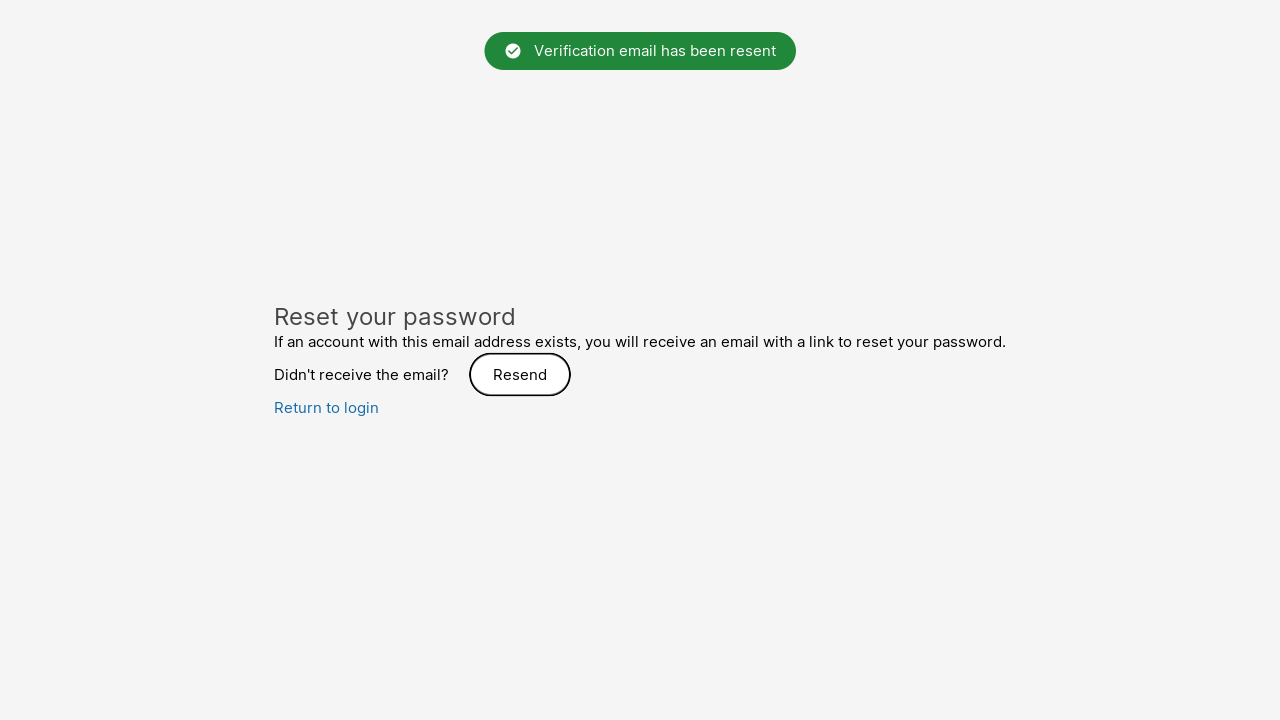 Verification email has been resent
Reset your password
If an account with this email address exists, you will receive an email with a link to reset your password.
Didn't receive the email? Resend
Return to login